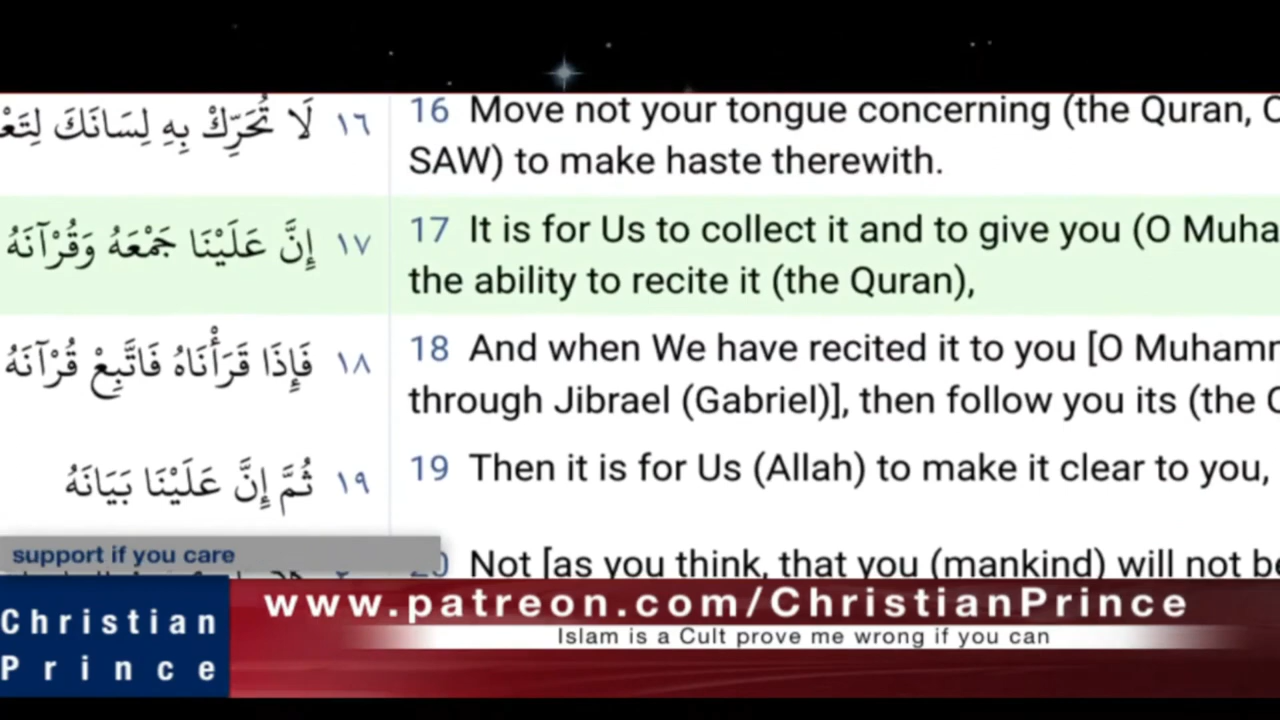 لَا تُحَرِّكْ بِهِ لِسَانَكَ ١٦
16 Move not your tongue concerning (the Quran,
SAW) to make haste therewith.
إِنَّ عَلَيْنَا جَمْعَهُ وَقُرْآنَهُ ١٧
17 It is for Us to collect it and to give you (O Muha
the ability to recite it (the Quran),
فَإِذَا قَرَأْنَاهُ فَاتَّبِعْ قُرْآنَهُ ١٨
18 And when We have recited it to you [O Muhamm
through Jibrael (Gabriel)], then follow you its (the
ثُمَّ إِنَّ عَلَيْنَا بَيَانَهُ ١٩
19 Then it is for Us (Allah) to make it clear to you,
20 Not [as you think, that you (mankind) will not be
support if you care
Christian
Prince
www.patreon.com/ChristianPrince
Islam is a Cult prove me wrong if you can